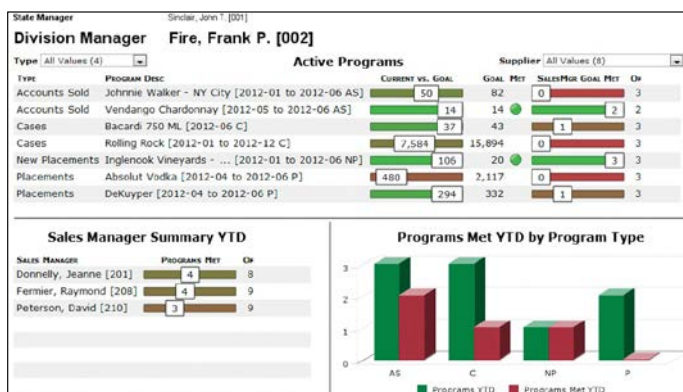 State Manager Sinclair, John T. [001]
Division Manager Fire, Frank P. [002]
Type All Values (4) Active Programs Supplier All Values (8)
TYPE PROGRAM DESC CURRENT VS. GOAL GOAL MET SALESMGR GOAL MET OF
Accounts Sold Johnnie Walker - NY City [2012-01 to 2012-06 AS] 50 82 0 3
Accounts Sold Vendango Chardonnay [2012-05 to 2012-06 AS] 14 14 2 2
Cases Bacardi 750 ML [2012-06 C] 37 43 1 3
Cases Rolling Rock [2012-01 to 2012-12 C] 7,584 15,894 0 3
New Placements Inglenook Vineyards - ... [2012-01 to 2012-06 NP] 106 20 3 3
Placements Absolut Vodka [2012-04 to 2012-06 P] 480 2,117 0 3
Placements DeKuyper [2012-04 to 2012-06 P] 294 332 1 3
Sales Manager Summary YTD
SALES MANAGER PROGRAMS MET OF
Donnelly, Jeanne [201] 4 8
Fermier, Raymond [208] 4 9
Peterson, David [210] 3 9
Programs Met YTD by Program Type
3
2
1
0
AS C NP P
Programs YTD Programs Met YTD